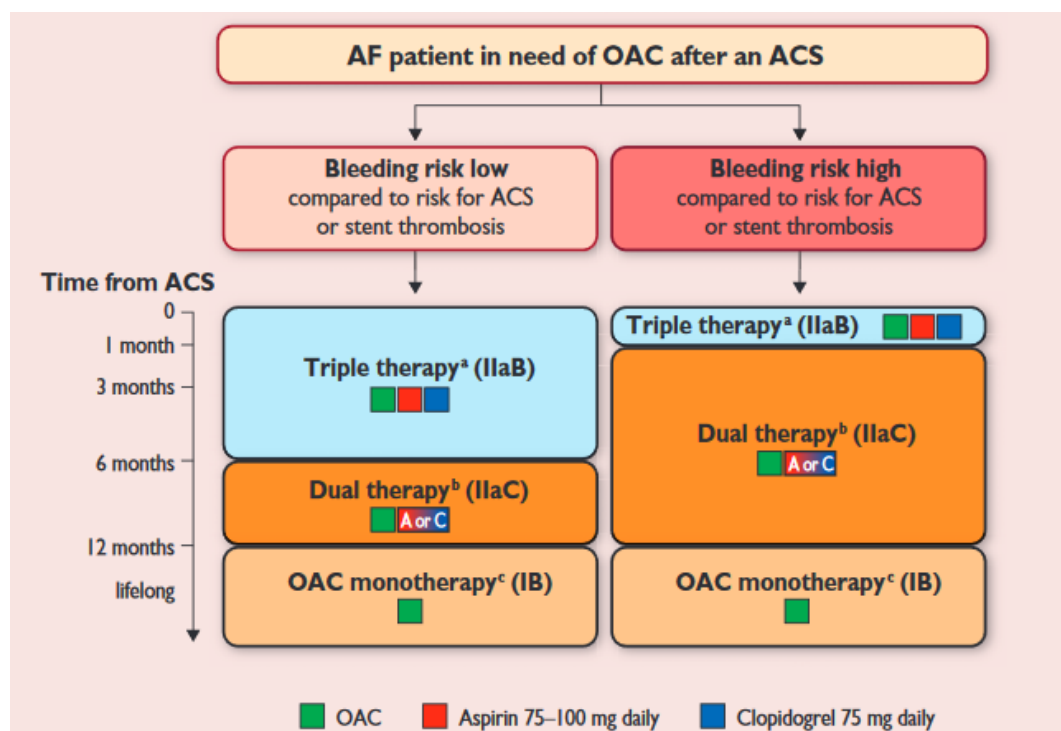 AF patient in need of OAC after an ACS
Bleeding risk low
compared to risk for ACS
or stent thrombosis
Bleeding risk high
compared to risk for ACS
or stent thrombosis
Time from ACS
0
1 month
3 months
6 months
12 months
lifelong
Triple therapyᵃ (IIaB)
Dual therapyᵇ (IIaC)
A or C
OAC monotherapyᶜ (IB)
Triple therapyᵃ (IIaB)
Dual therapyᵇ (IIaC)
A or C
OAC monotherapyᶜ (IB)
OAC
Aspirin 75–100 mg daily
Clopidogrel 75 mg daily